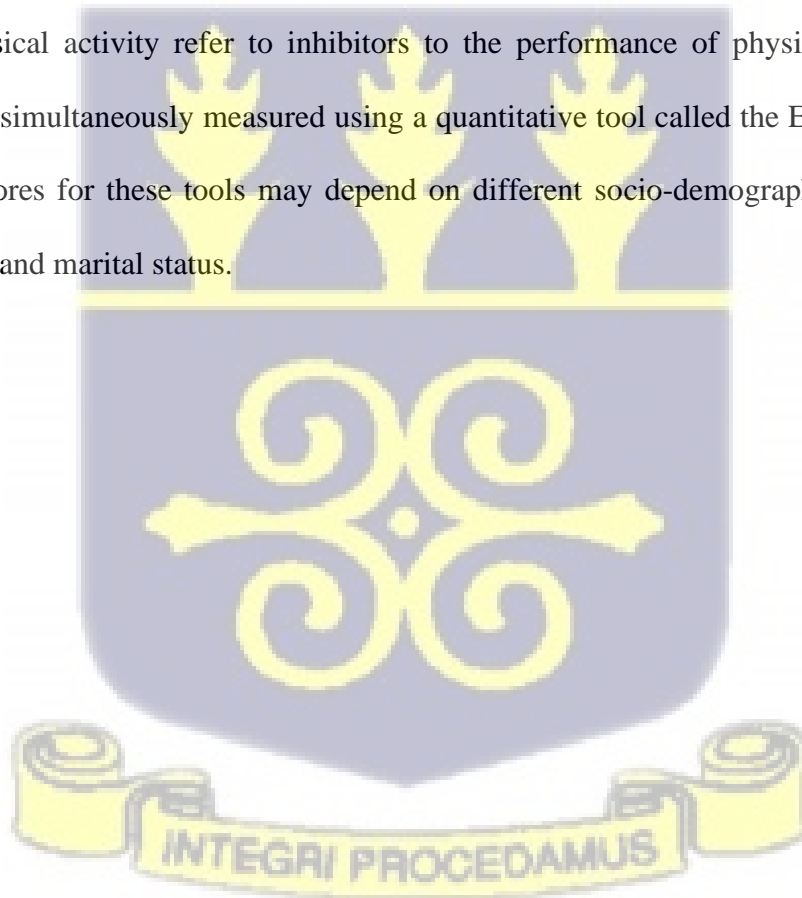 sical activity refer to inhibitors to the performance of physi
simultaneously measured using a quantitative tool called the E
ores for these tools may depend on different socio-demograph
and marital status.
INTEGRI PROCEDAMUS